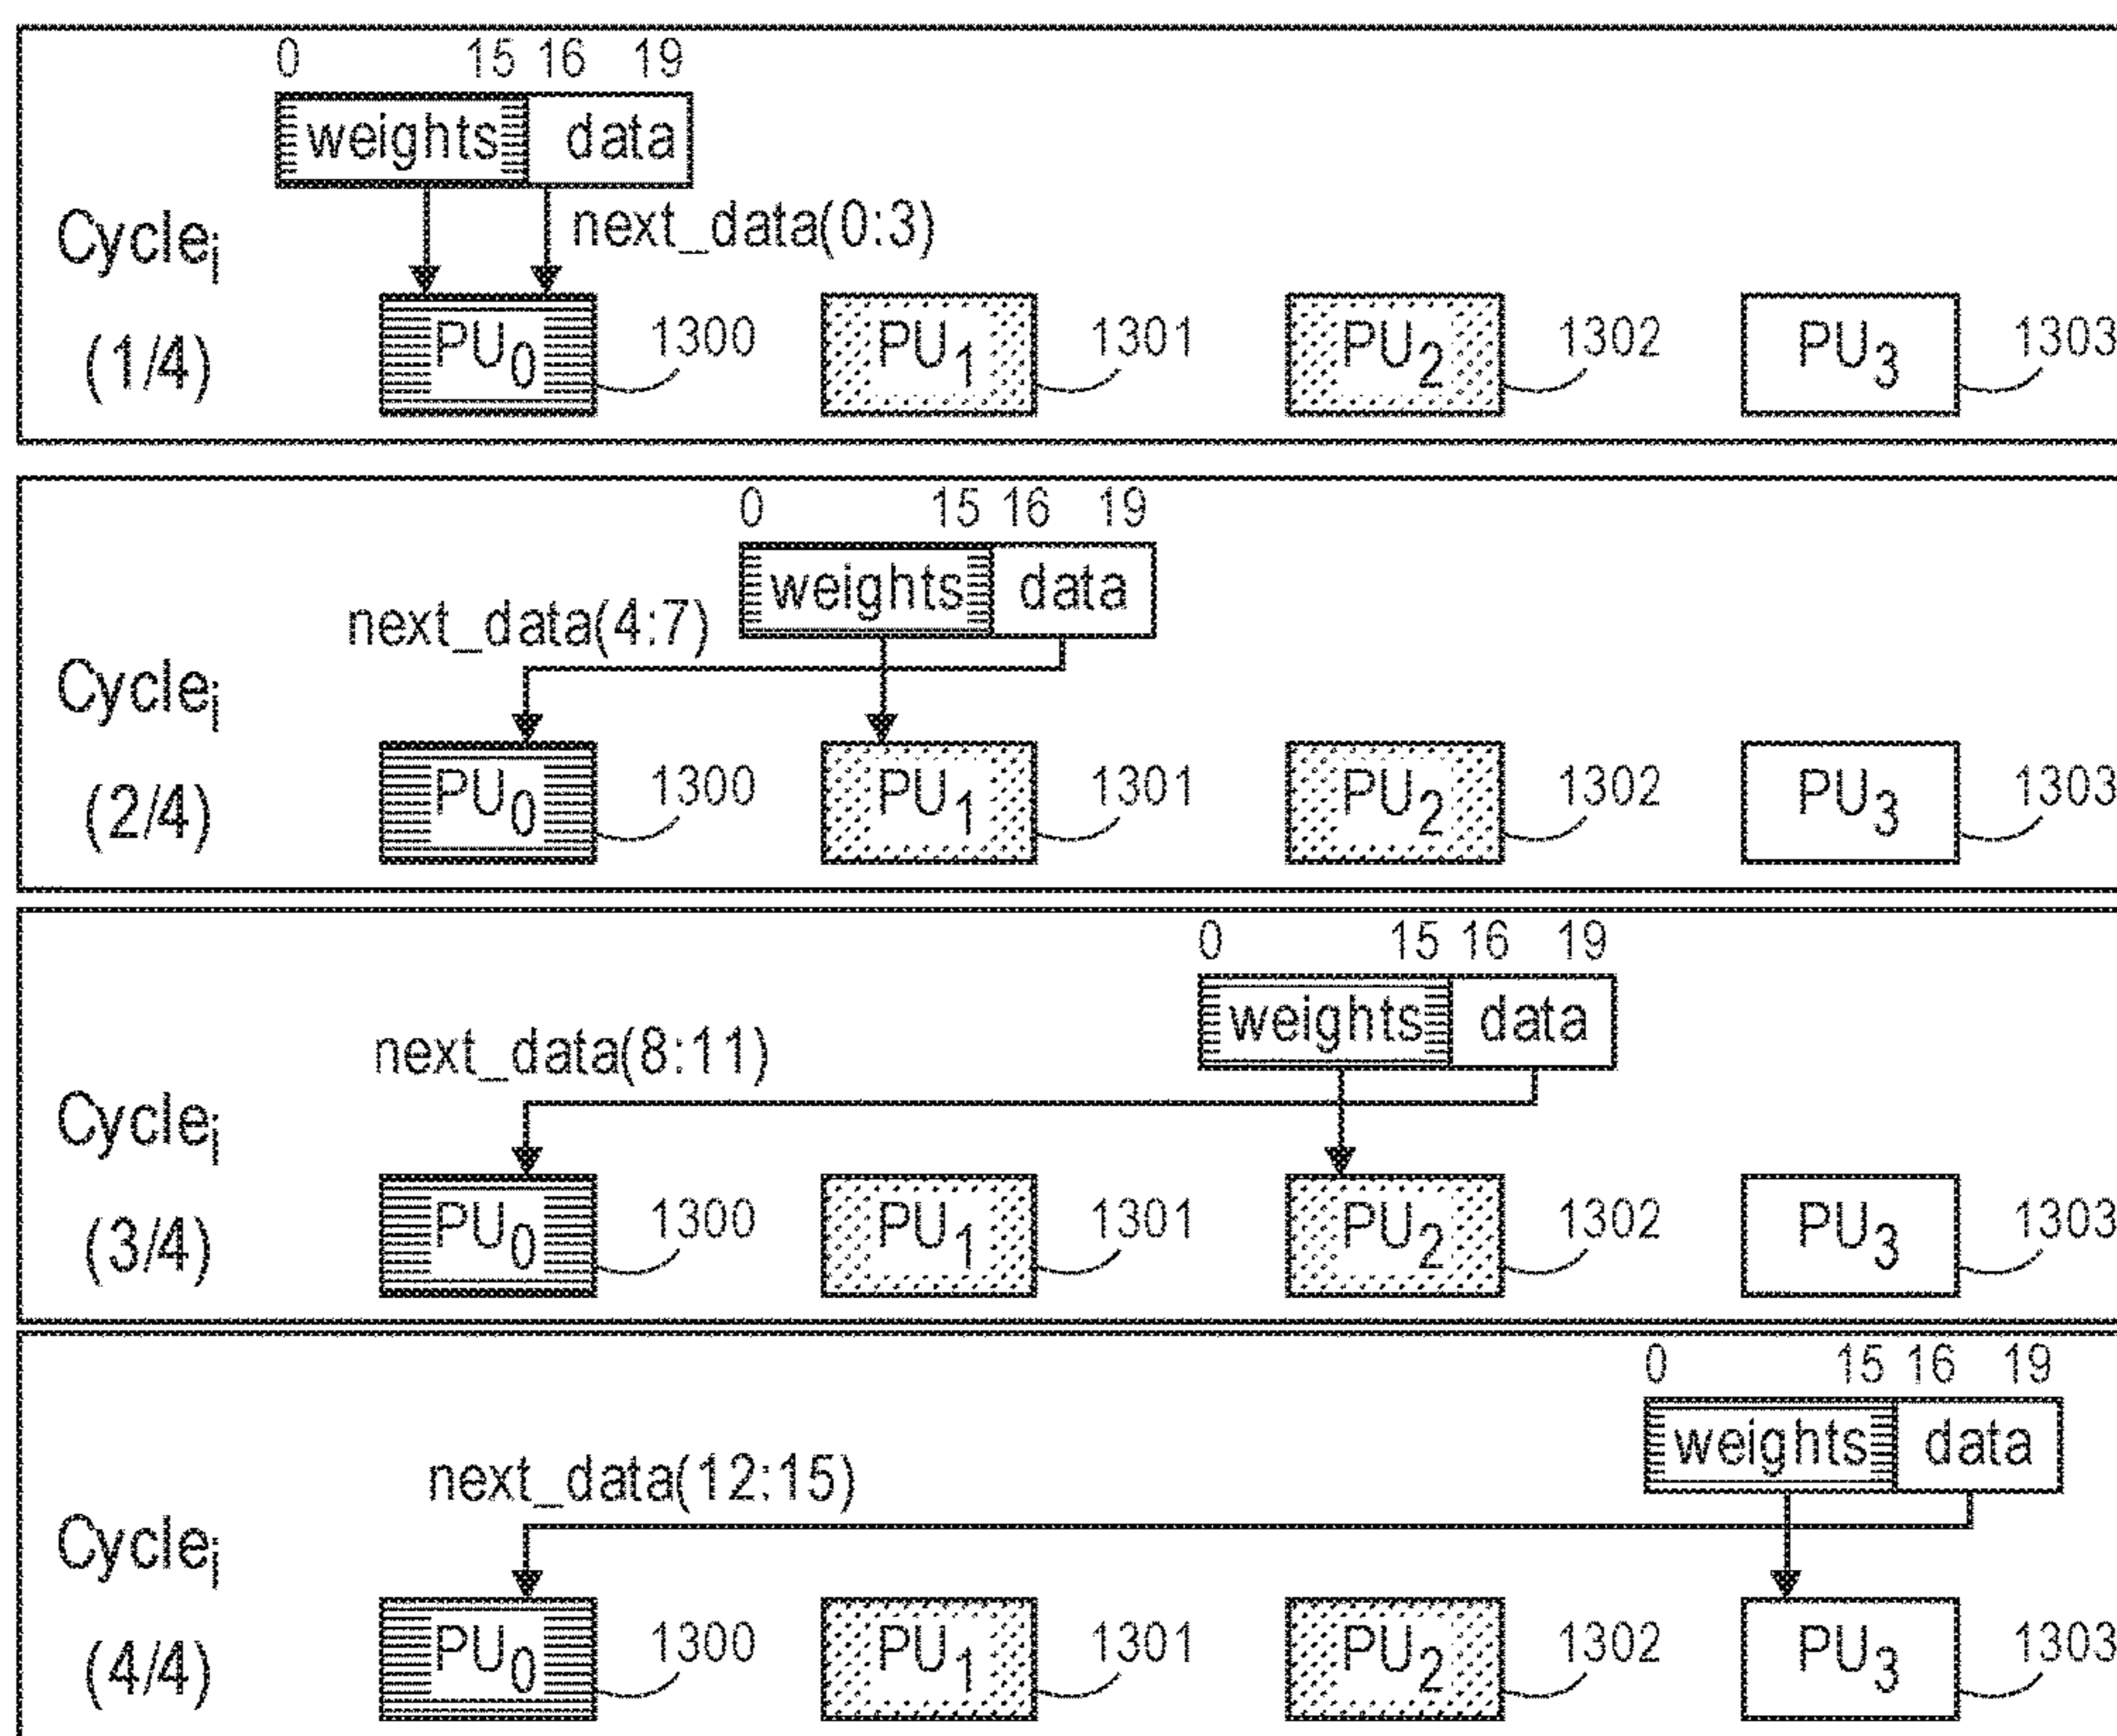 0 15 16 19
weights data
next_data(0:3)
Cycleᵢ
(1/4)
PU₀ 1300 PU₁ 1301 PU₂ 1302 PU₃ 1303
0 15 16 19
weights data
next_data(4:7)
Cycleᵢ
(2/4)
PU₀ 1300 PU₁ 1301 PU₂ 1302 PU₃ 1303
0 15 16 19
weights data
next_data(8:11)
Cycleᵢ
(3/4)
PU₀ 1300 PU₁ 1301 PU₂ 1302 PU₃ 1303
0 15 16 19
weights data
next_data(12:15)
Cycleᵢ
(4/4)
PU₀ 1300 PU₁ 1301 PU₂ 1302 PU₃ 1303